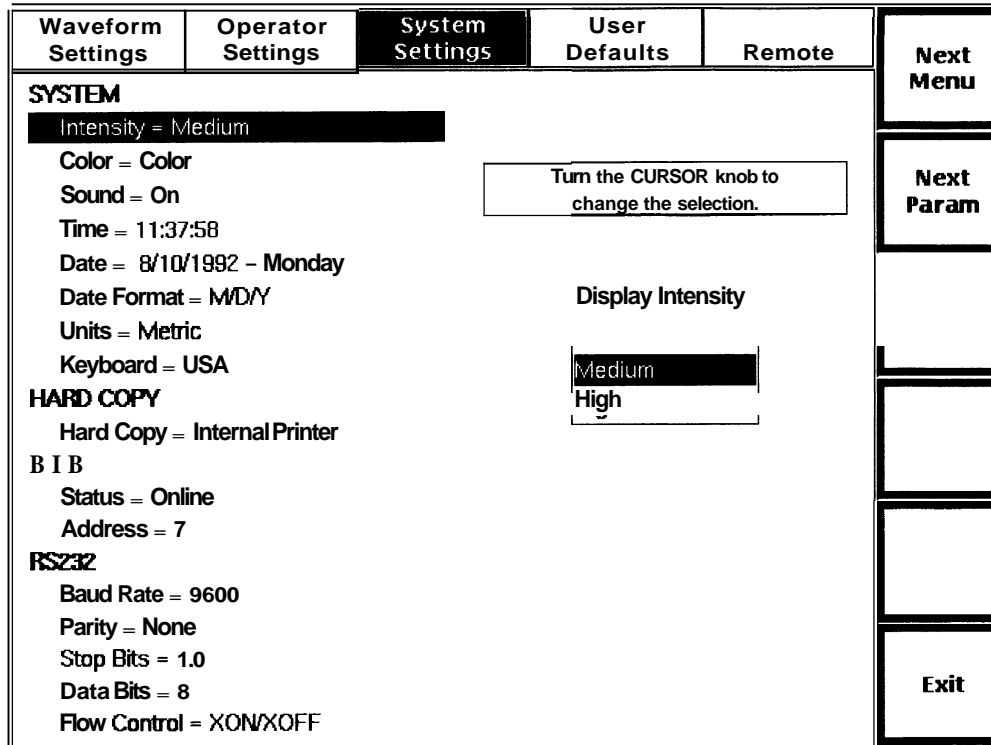 Waveform Settings
Operator Settings
System Settings
User Defaults
Remote
Next Menu
SYSTEM
Intensity = Medium
Color = Color
Sound = On
Time = 11:37:58
Date = 8/10/1992 – Monday
Date Format = M/D/Y
Units = Metric
Keyboard = USA
HARD COPY
Hard Copy = Internal Printer
B I B
Status = Online
Address = 7
RS232
Baud Rate = 9600
Parity = None
Stop Bits = 1.0
Data Bits = 8
Flow Control = XON/XOFF
Turn the CURSOR knob to
change the selection.
Display Intensity
Medium
High
Next
Param
Exit